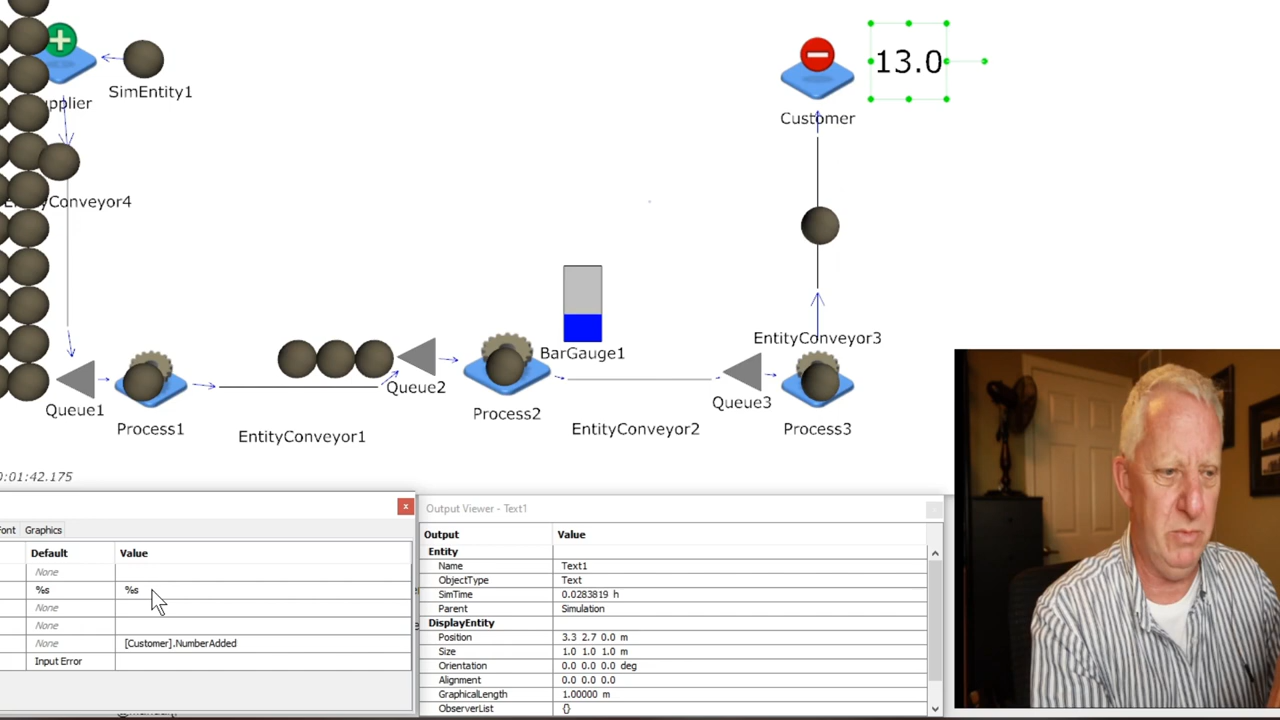 13.0
SimEntity1
upplier
Customer
EntityConveyor4
EntityConveyor3
BarGauge1
Queue2
Queue1
Process1
Process2
Queue3
Process3
EntityConveyor1
EntityConveyor2
0:01:42.175
Font Graphics
Default Value
None
%s %s
None
None
None [Customer].NumberAdded
Input Error
Output Viewer - Text1
Output Value
Entity
Name Text1
ObjectType Text
SimTime 0.0283819 h
Parent Simulation
DisplayEntity
Position 3.3 2.7 0.0 m
Size 1.0 1.0 1.0 m
Orientation 0.0 0.0 0.0 deg
Alignment 0.0 0.0 0.0
GraphicalLength 1.00000 m
ObserverList {}